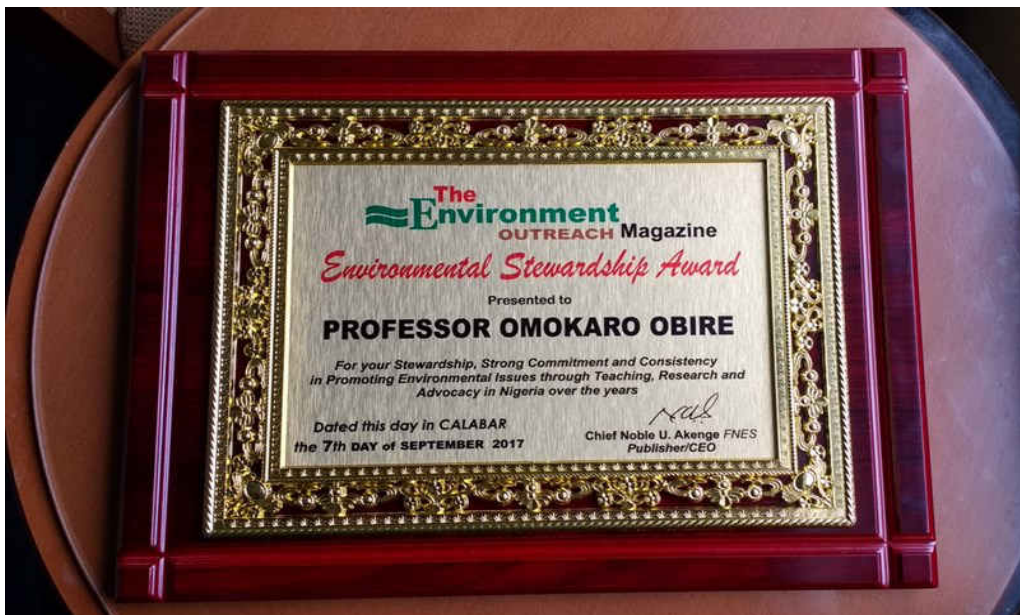 The
Environment
OUTREACH Magazine
Environmental Stewardship Award
Presented to
PROFESSOR OMOKARO OBIRE
For your Stewardship, Strong Commitment and Consistency
in Promoting Environmental Issues through Teaching, Research and
Advocacy in Nigeria over the years
Dated this day in CALABAR
the 7th DAY of SEPTEMBER 2017
Chief Noble U. Akenge FNES
Publisher/CEO